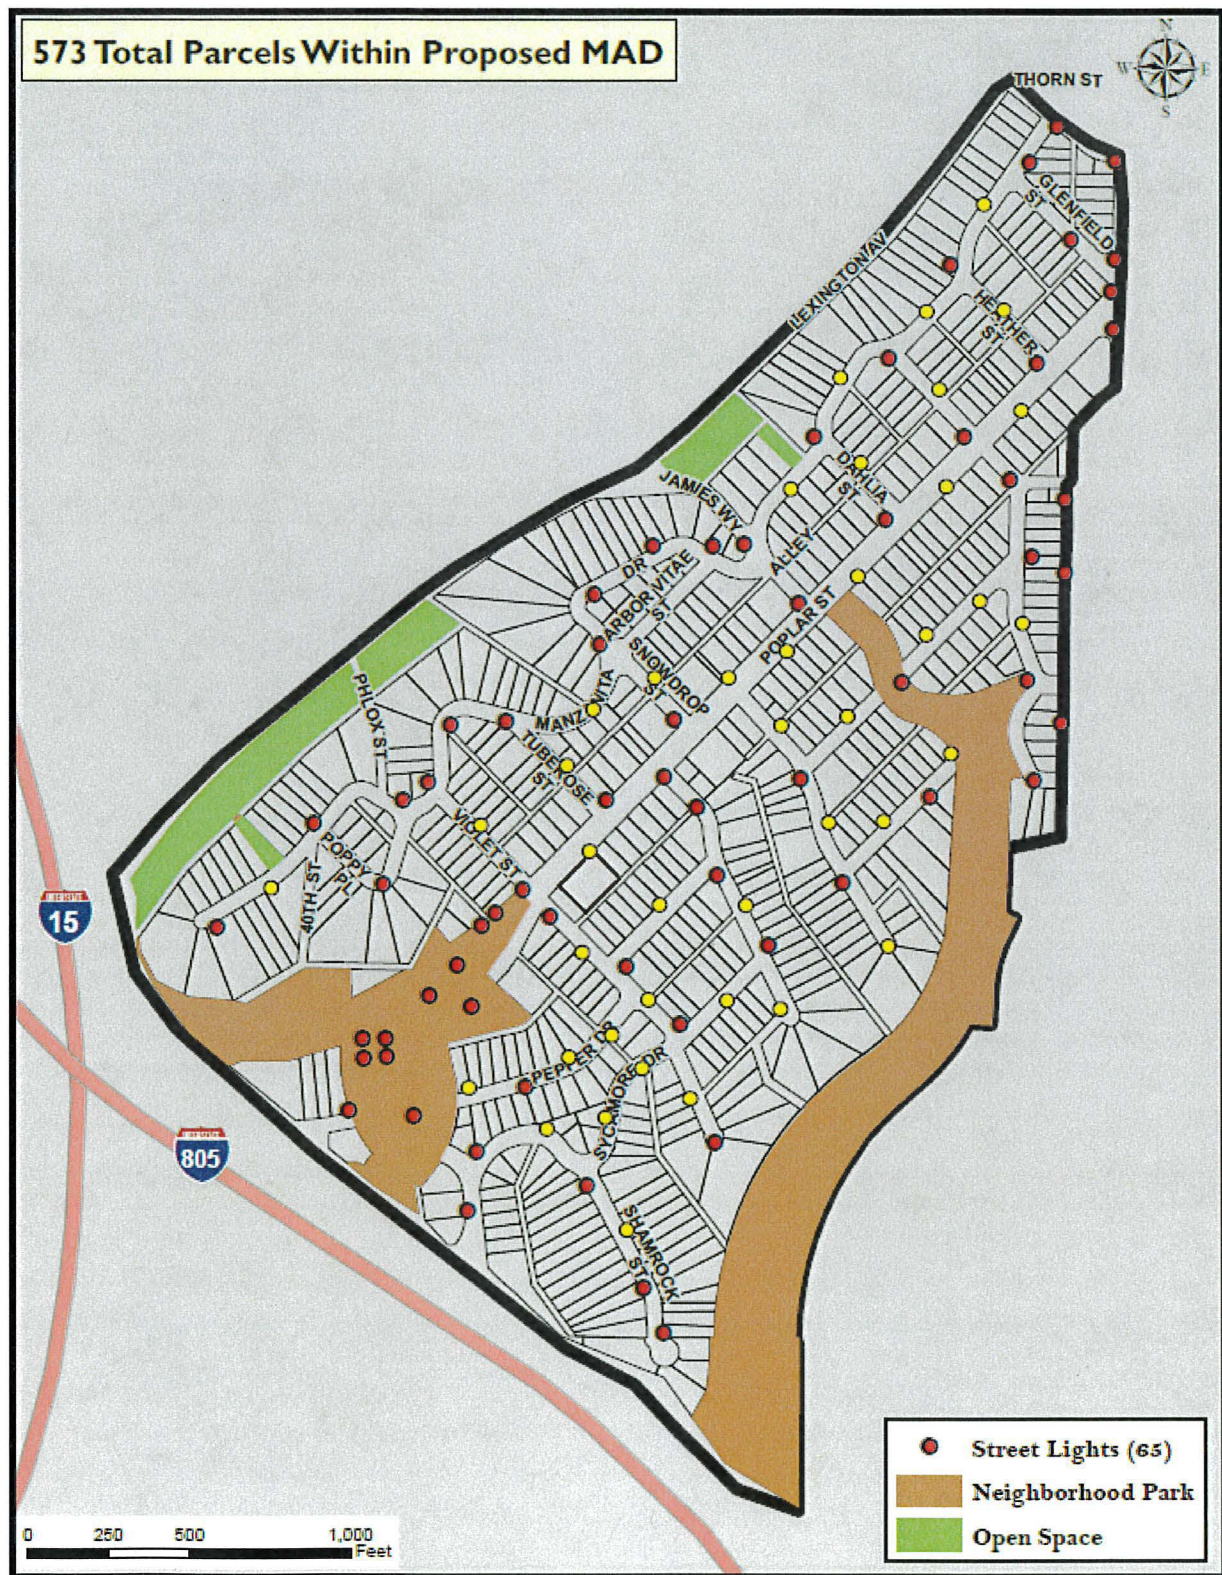 573 Total Parcels Within Proposed MAD
N
W
E
S
THORN ST
GLENFIELD
ST
LEXINGTON AV
HEATHER
ST
DAHLIA
ST
JAMIES WY
ALLEY
DR
ARBOR VITAE
ST
POPLAR ST
SNOWDROP
ST
MANZANITA
PHLOX ST
TUBEROSE
ST
VIOLET ST
POPPY
PL
40TH ST
15
PEPPER DR
SYCAMORE DR
805
SHAMROCK
ST
Street Lights (65)
Neighborhood Park
Open Space
0 250 500 1,000
Feet